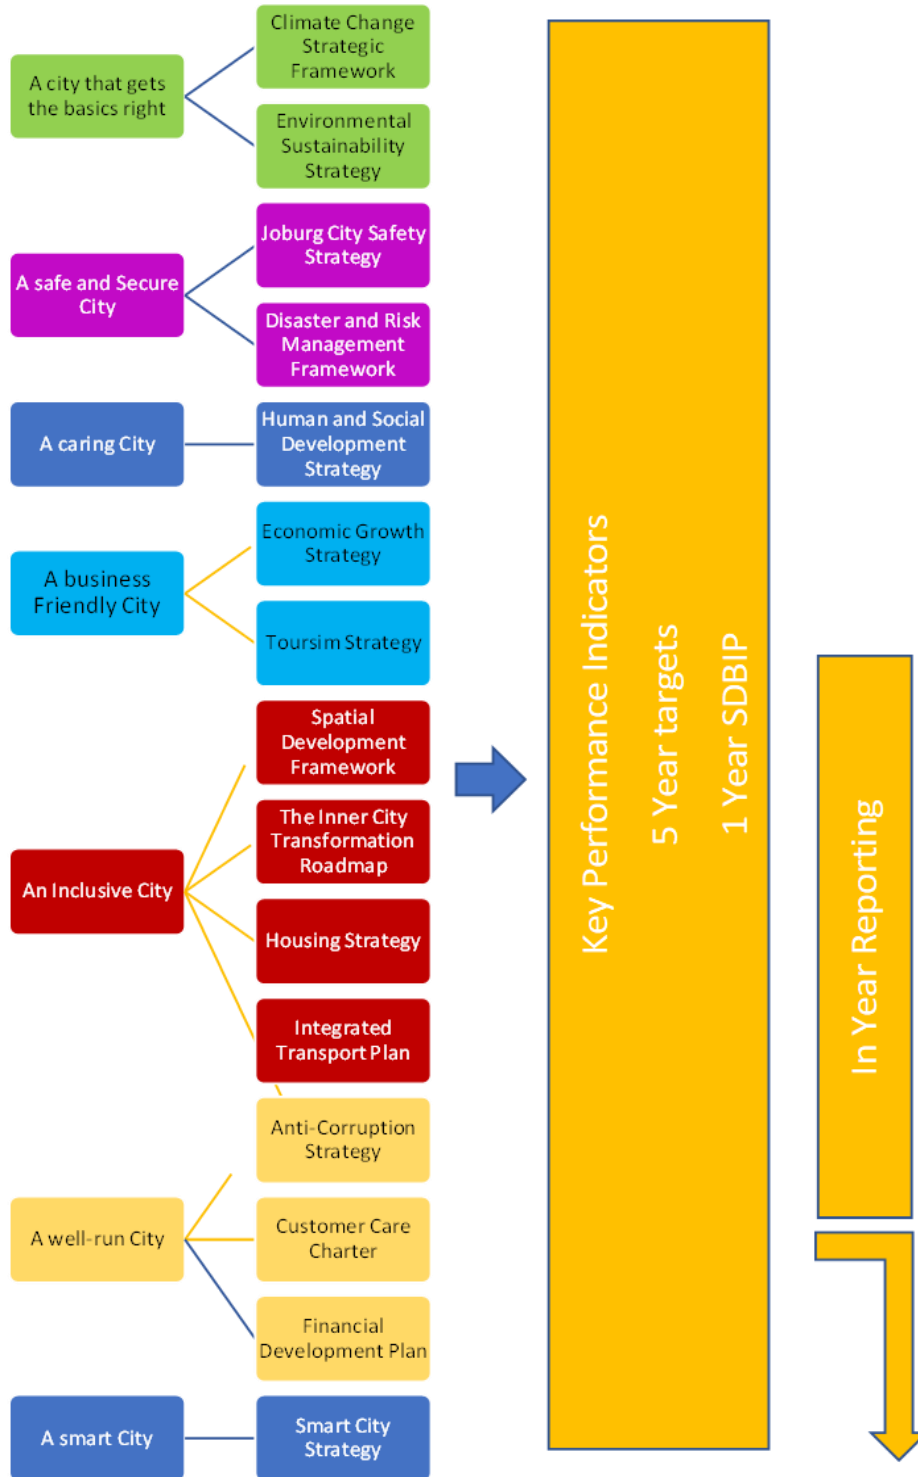 A city that gets
the basics right
Climate Change
Strategic
Framework
Environmental
Sustainability
Strategy
A safe and Secure
City
Joburg City Safety
Strategy
Disaster and Risk
Management
Framework
A caring City
Human and Social
Development
Strategy
A business
Friendly City
Economic Growth
Strategy
Toursim Strategy
An Inclusive City
Spatial
Development
Framework
The Inner City
Transformation
Roadmap
Housing Strategy
Integrated
Transport Plan
A well-run City
Anti-Corruption
Strategy
Customer Care
Charter
Financial
Development Plan
A smart City
Smart City
Strategy
Key Performance Indicators
5 Year targets
1 Year SDBIP
In Year Reporting